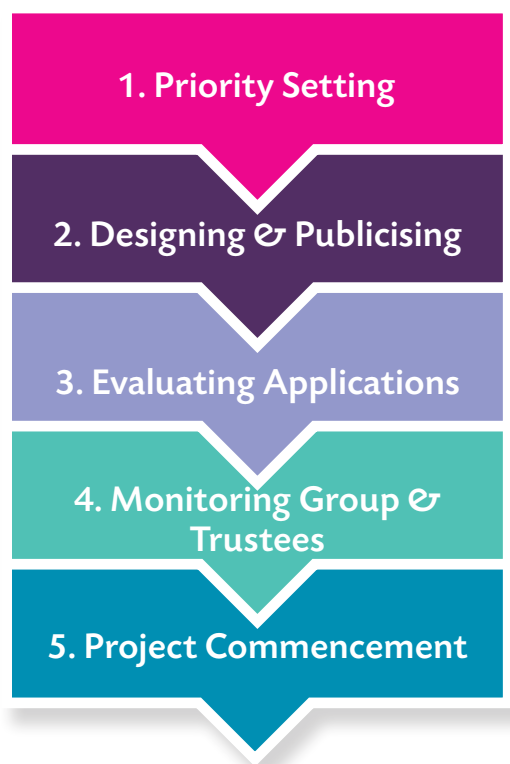 1. Priority Setting
2. Designing & Publicising
3. Evaluating Applications
4. Monitoring Group &
Trustees
5. Project Commencement